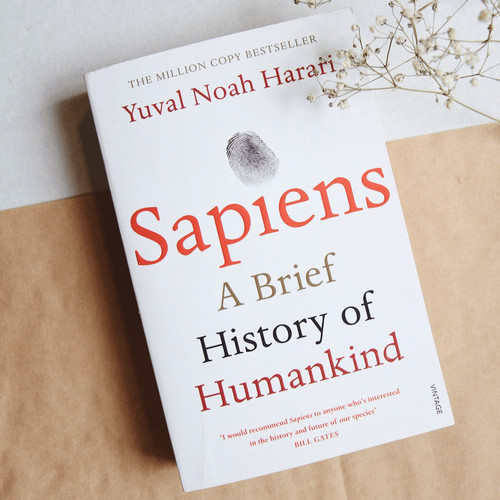 THE MILLION COPY BESTSELLER
Yuval Noah Harari
Sapiens
A Brief
History of
Humankind
'I would recommend Sapiens to anyone who's interested
in the history and future of our species'
BILL GATES
VINTAGE